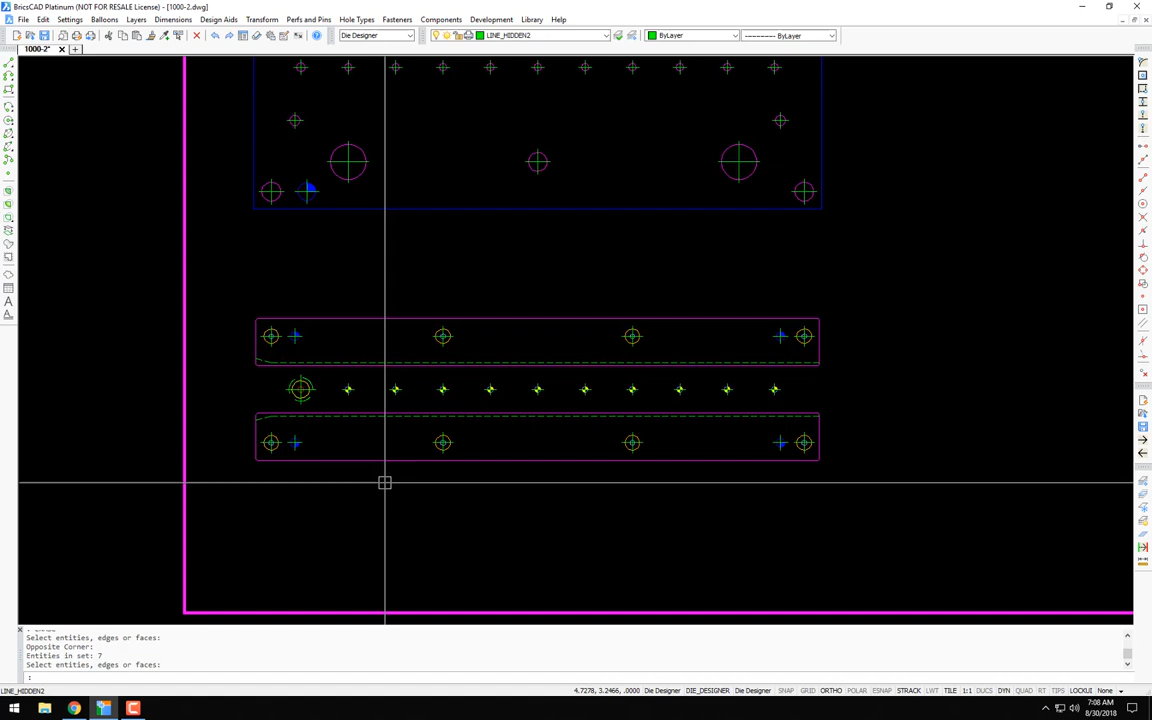 BricsCAD Platinum (NOT FOR RESALE License) - [1000-2.dwg]
File Edit Settings Balloons Layers Dimensions Design Aids Transform Perfs and Pins Hole Types Fasteners Components Development Library Help
Die Designer LINE_HIDDEN2 ByLayer ByLayer
1000-2*
Select entities, edges or faces:
Opposite Corner:
Entities in set: 7
Select entities, edges or faces:
:
LINE_HIDDEN2 4.7278, 3.2466, .0000 Die Designer DIE_DESIGNER Die Designer SNAP GRID ORTHO POLAR ESNAP STRACK LWT TILE 1:1 DUCS DYN QUAD RT TIPS LOCKUI None
7:08 AM
8/30/2018